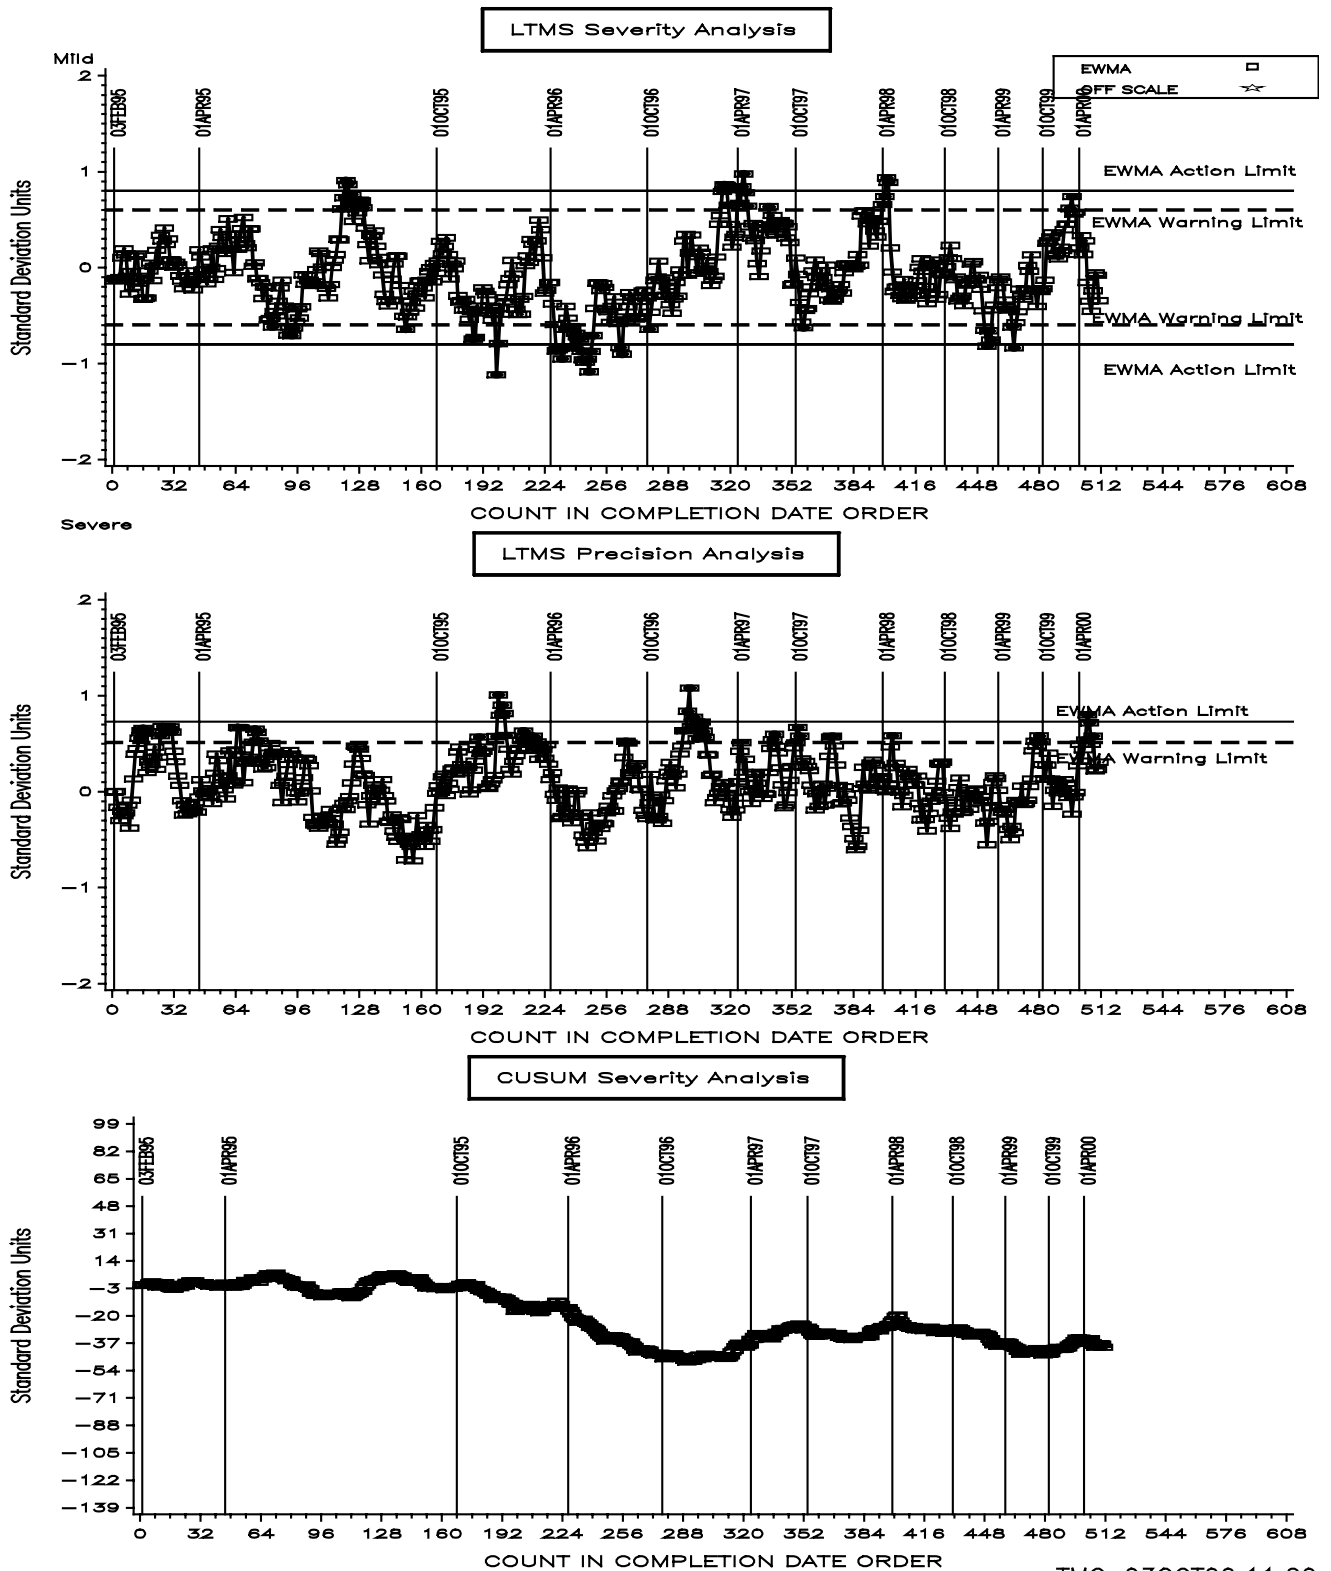 LTMS Severity Analysis
Mild
EWMA
OFF SCALE
2
1
0
−1
−2
Standard Deviation Units
03FEB95
01APR95
01OCT95
01APR96
01OCT96
01APR97
01OCT97
01APR98
01OCT98
01APR99
01OCT99
01APR00
EWMA Action Limit
EWMA Warning Limit
EWMA Warning Limit
EWMA Action Limit
0 32 64 96 128 160 192 224 256 288 320 352 384 416 448 480 512 544 576 608
COUNT IN COMPLETION DATE ORDER
Severe
LTMS Precision Analysis
2
1
0
−1
−2
Standard Deviation Units
03FEB95
01APR95
01OCT95
01APR96
01OCT96
01APR97
01OCT97
01APR98
01OCT98
01APR99
01OCT99
01APR00
EWMA Action Limit
EWMA Warning Limit
0 32 64 96 128 160 192 224 256 288 320 352 384 416 448 480 512 544 576 608
COUNT IN COMPLETION DATE ORDER
CUSUM Severity Analysis
99
82
65
48
31
14
−3
−20
−37
−54
−71
−88
−105
−122
−139
Standard Deviation Units
03FEB95
01APR95
01OCT95
01APR96
01OCT96
01APR97
01OCT97
01APR98
01OCT98
01APR99
01OCT99
01APR00
0 32 64 96 128 160 192 224 256 288 320 352 384 416 448 480 512 544 576 608
COUNT IN COMPLETION DATE ORDER